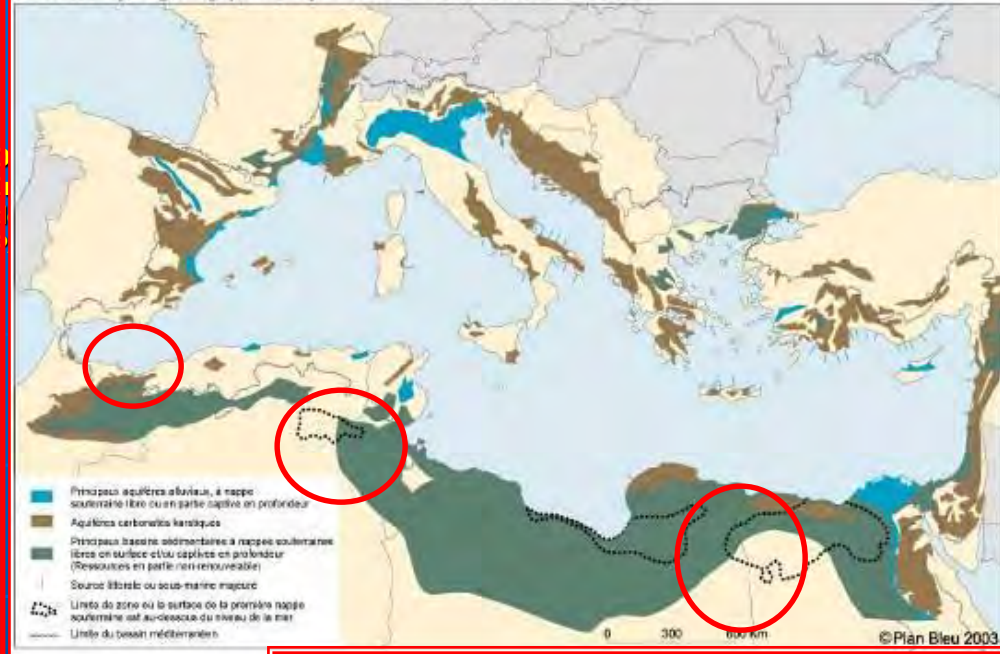 Principaux aquifères alluviaux, à nappe
souterraine libre ou en partie captive en profondeur
Aquifères carbonatés karstiques
Principaux bassins sédimentaires à nappes souterraines
libres en surface et/ou captives en profondeur
(Ressources en partie non-renouvelable)
Source littorale ou sous-marine majeure
Limite de zone où la surface de la première nappe
souterraine est au-dessous du niveau de la mer
Limite du bassin méditerranéen
0 300 600 Km
©Plan Bleu 2003